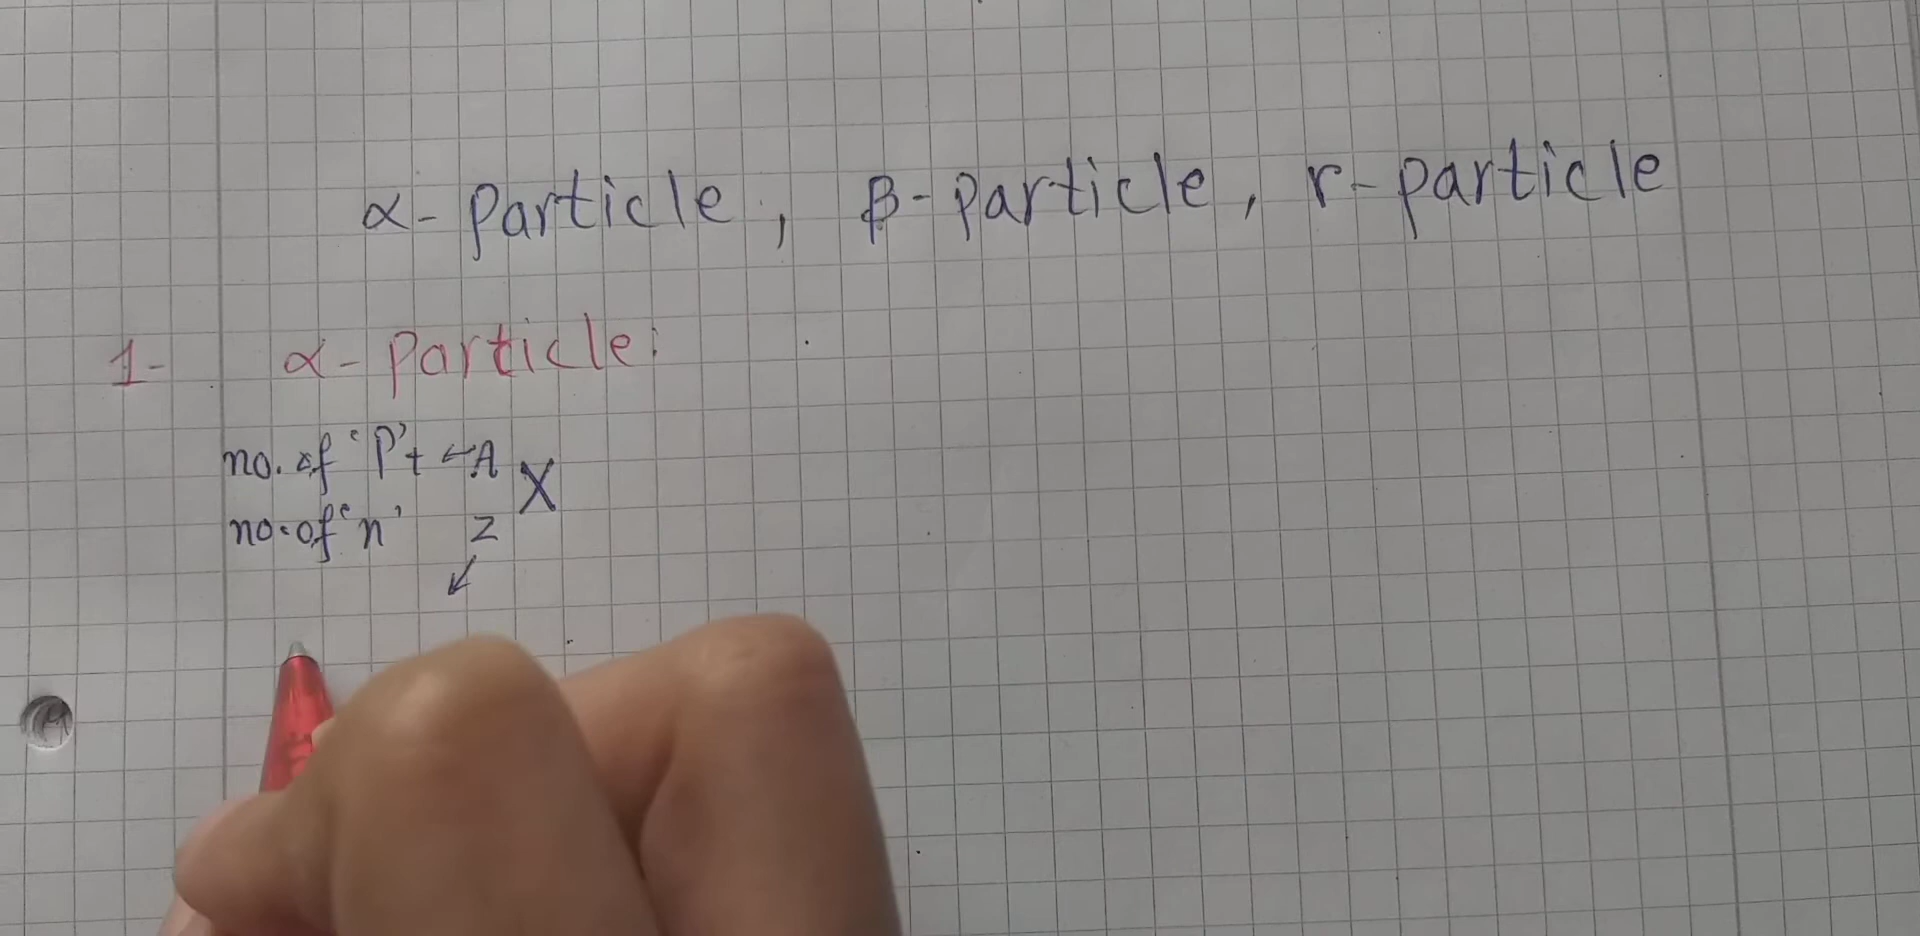 α-Particle, β-particle, r-particle
1- α-Particle:
no. of 'P' + ← A X
no. of 'n' Z
↙